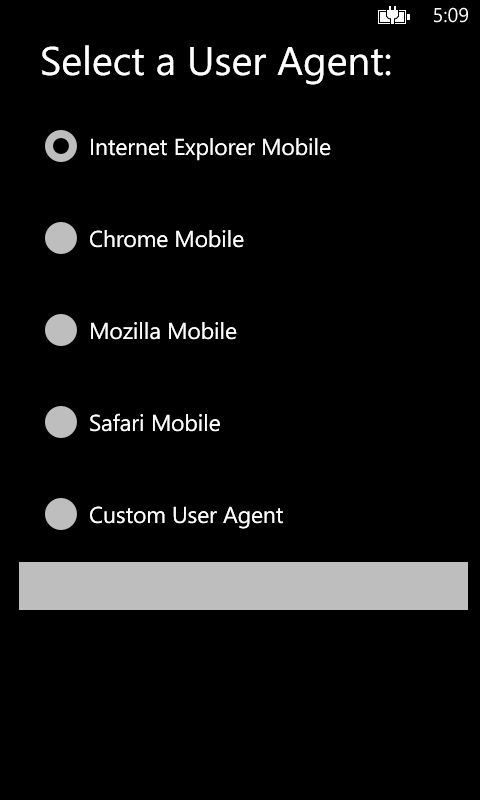 5:09
Select a User Agent:
Internet Explorer Mobile
Chrome Mobile
Mozilla Mobile
Safari Mobile
Custom User Agent